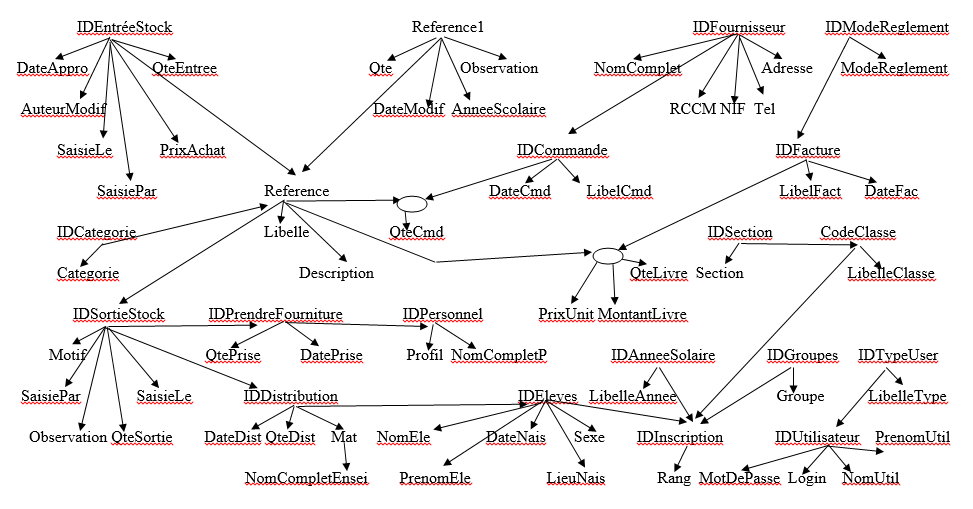 IDEntréeStock Reference1 IDFournisseur IDModeReglement
DateAppro QteEntree Qte Observation NomComplet Adresse ModeReglement
AuteurModif DateModif AnneeScolaire RCCM NIF Tel
SaisieLe PrixAchat IDCommande IDFacture
SaisiePar Reference DateCmd LibelCmd LibelFact DateFac
IDCategorie Libelle QteCmd IDSection CodeClasse
Categorie Description QteLivre Section LibelleClasse
IDSortieStock IDPrendreFourniture IDPersonnel PrixUnit MontantLivre
Motif QtePrise DatePrise Profil NomCompletP IDAnneeSolaire IDGroupes IDTypeUser
SaisiePar SaisieLe IDDistribution IDEleves LibelleAnnee Groupe LibelleType
Observation QteSortie DateDist QteDist Mat NomEle DateNais Sexe IDInscription IDUtilisateur PrenomUtil
NomCompletEnsei PrenomEle LieuNais Rang MotDePasse Login NomUtil